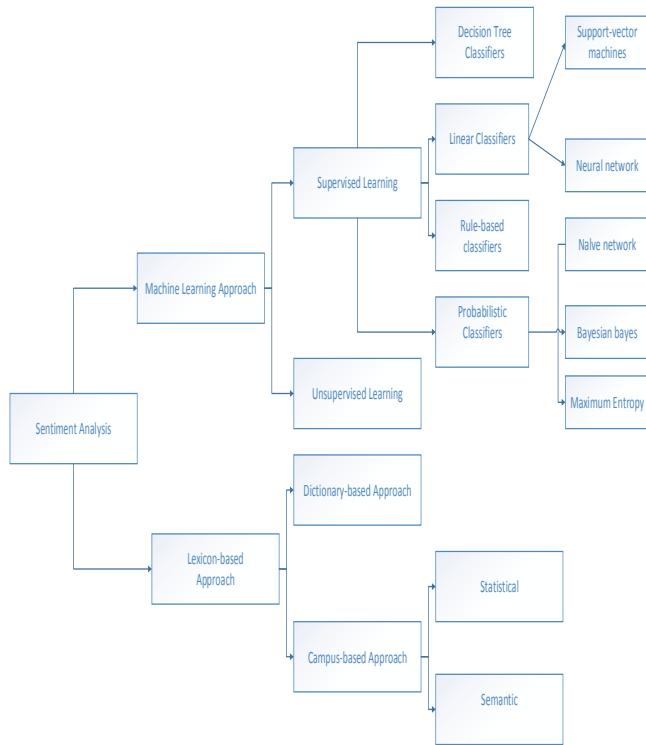 Decision Tree
Classifiers
Support-vector
machines
Linear Classifiers
Neural network
Supervised Learning
Rule-based
classifiers
Nalve network
Machine Learning Approach
Probabilistic
Classifiers
Bayesian bayes
Unsupervised Learning
Maximum Entropy
Sentiment Analysis
Dictionary-based Approach
Lexicon-based
Approach
Statistical
Campus-based Approach
Semantic